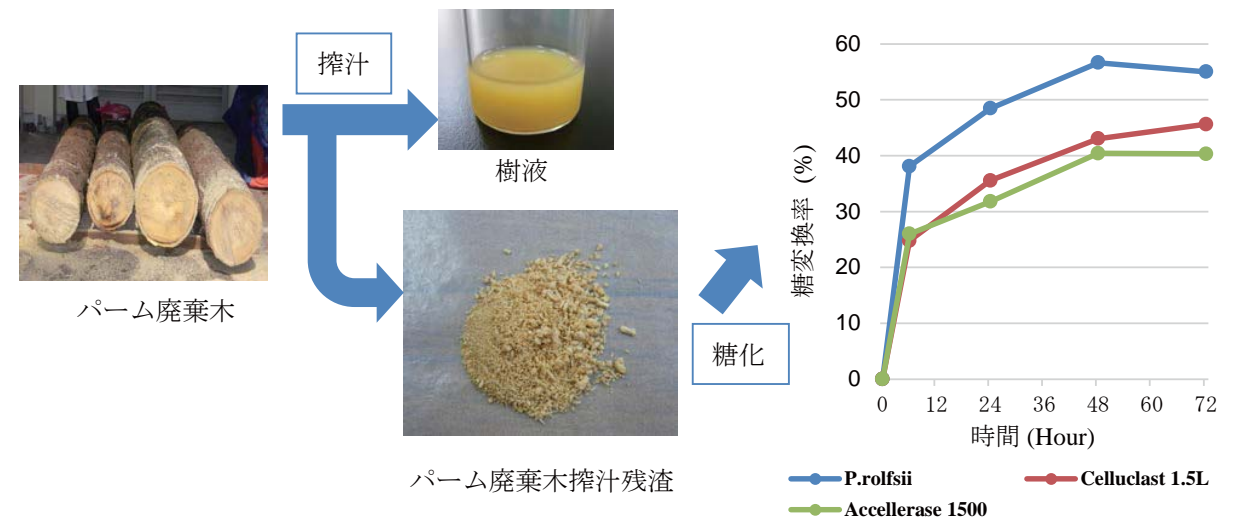 搾汁
樹液
パーム廃棄木
糖化
パーム廃棄木搾汁残渣
糖変換率 (%)
60
50
40
30
20
10
0
0 12 24 36 48 60 72
時間 (Hour)
P.rolfsii
Celluclast 1.5L
Accellerase 1500